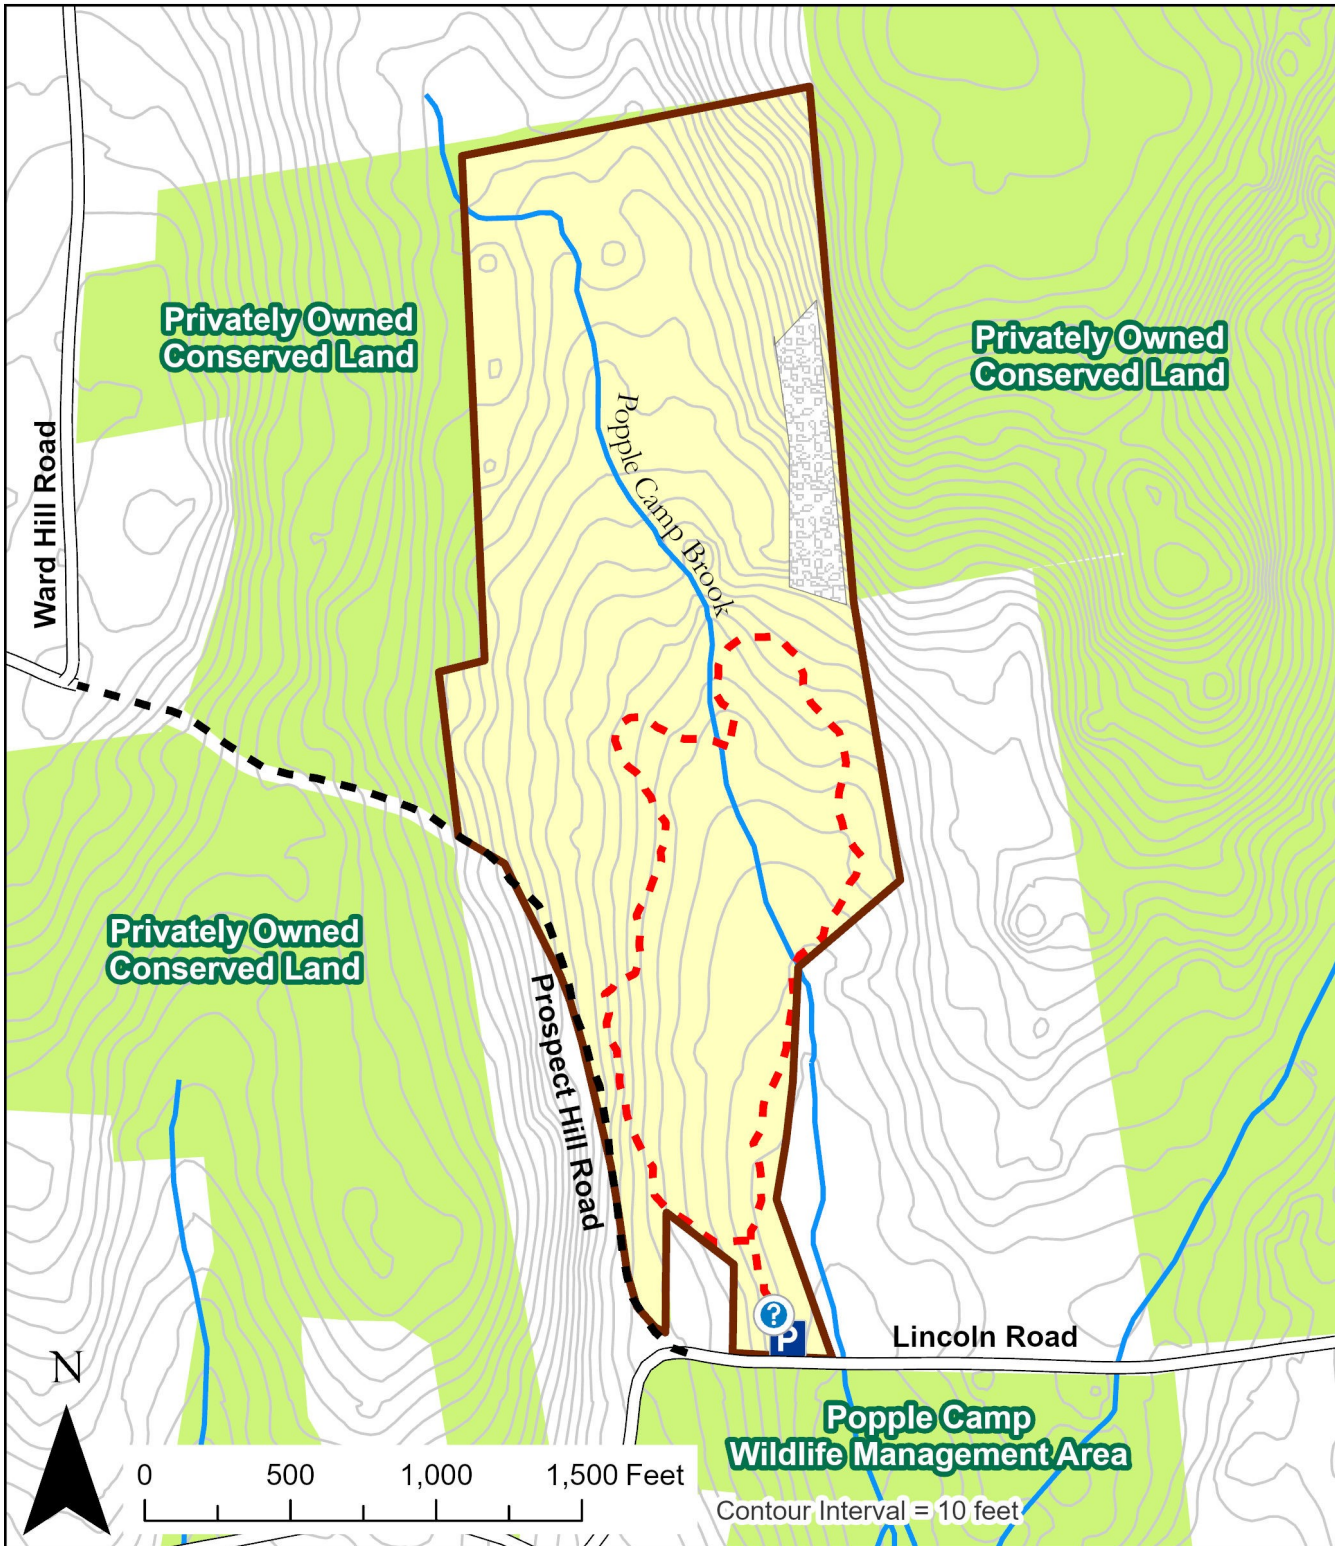 Privately Owned
Conserved Land
Privately Owned
Conserved Land
Popple Camp Brook
Ward Hill Road
Privately Owned
Conserved Land
Prospect Hill Road
?
P
Lincoln Road
N
Popple Camp
Wildlife Management Area
0 500 1,000 1,500 Feet
Contour Interval = 10 feet